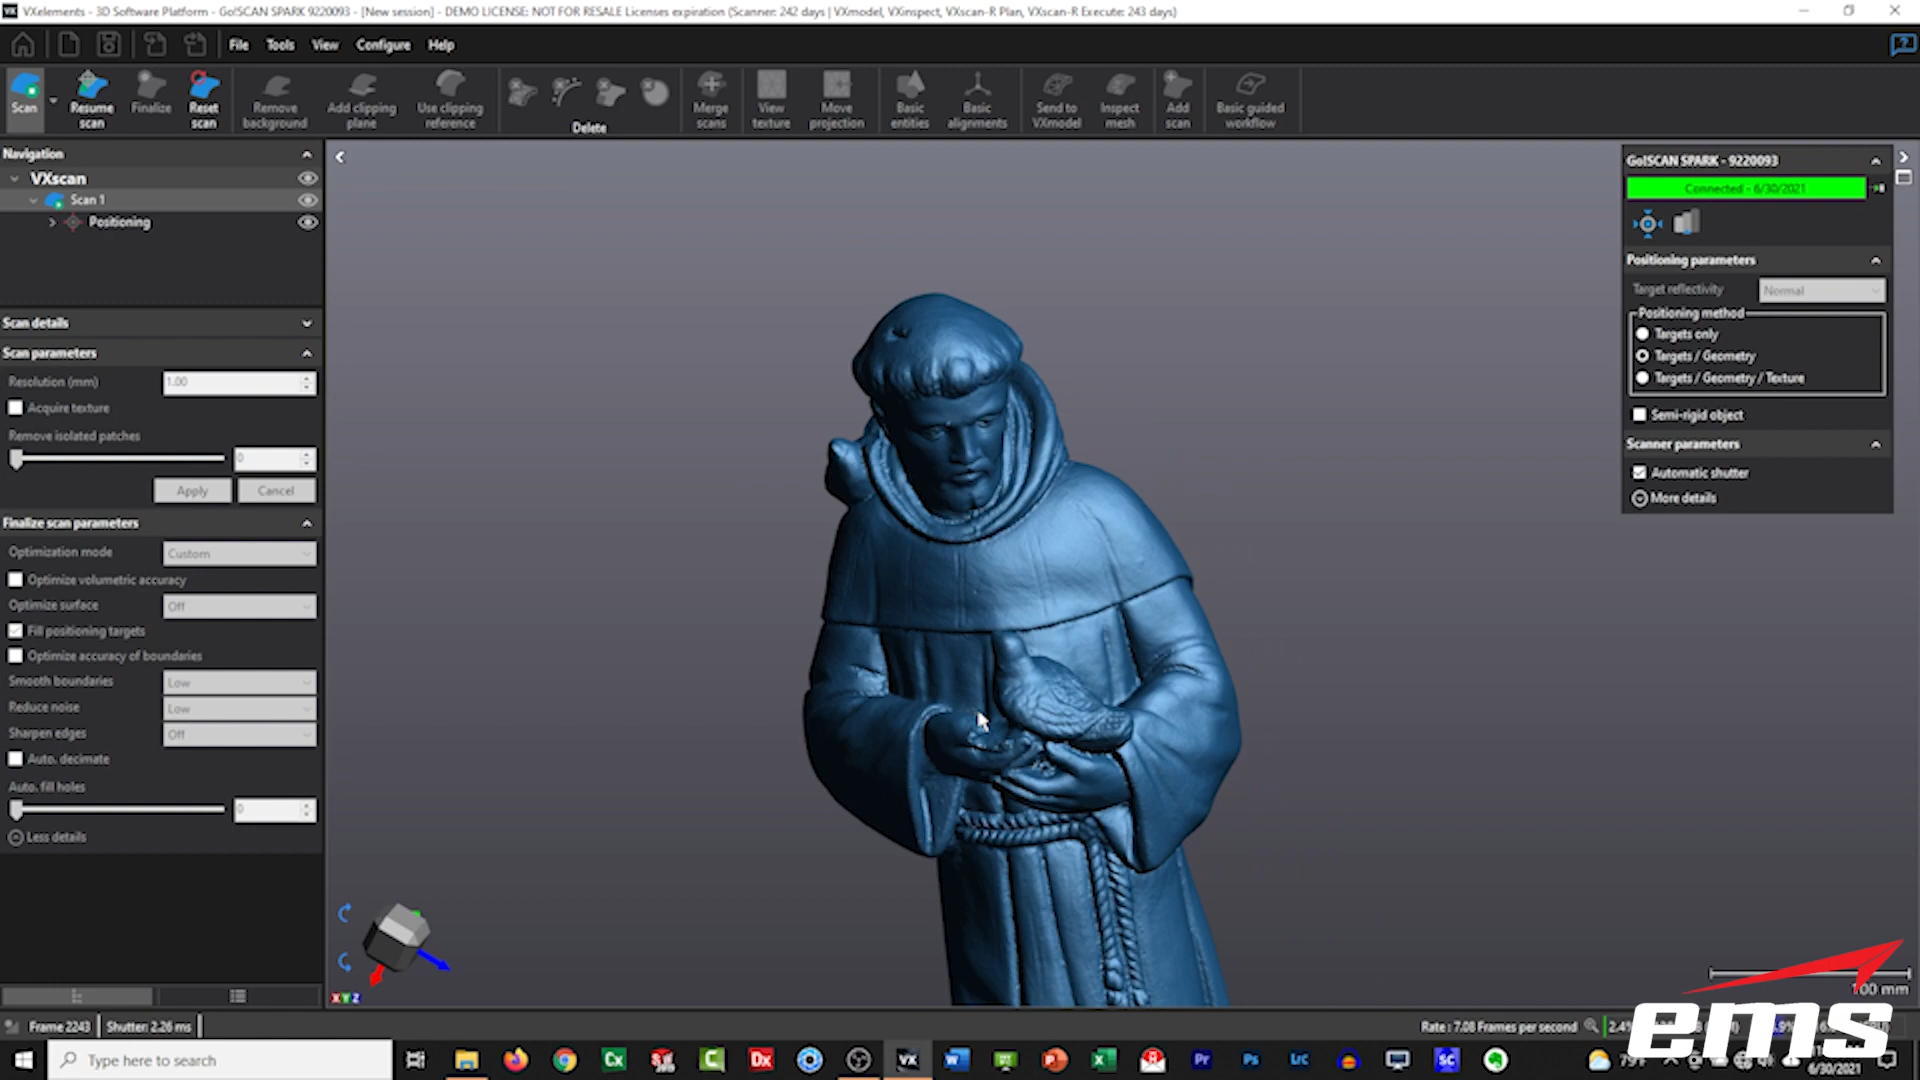 VXelements - 3D Software Platform - Go!SCAN SPARK 9220093 - [New session] - DEMO LICENSE: NOT FOR RESALE Licenses expiration (Scanner: 242 days | VXmodel, VXinspect, VXscan-R Plan, VXscan-R Execute: 243 days)
File Tools View Configure Help
Scan
Resume scan
Finalize
Reset scan
Remove background
Add clipping plane
Use clipping reference
Delete
Merge scans
View texture
Move projection
Basic entities
Basic alignments
Send to VXmodel
Inspect mesh
Add scan
Basic guided workflow
Navigation
VXscan
Scan 1
Positioning
Scan details
Scan parameters
Resolution (mm) 1.00
Acquire texture
Remove isolated patches
0
Apply Cancel
Finalize scan parameters
Optimization mode Custom
Optimize volumetric accuracy
Optimize surface Off
Fill positioning targets
Optimize accuracy of boundaries
Smooth boundaries Low
Reduce noise Low
Sharpen edges Off
Auto. decimate
Auto. fill holes
0
Less details
Go!SCAN SPARK - 9220093
Connected - 6/30/2021
Positioning parameters
Target reflectivity Normal
Positioning method
Targets only
Targets / Geometry
Targets / Geometry / Texture
Semi-rigid object
Scanner parameters
Automatic shutter
More details
X Y Z
100 mm
ems
Frame 2243 Shutter: 2.26 ms
Rate : 7.08 Frames per second
Type here to search
6/30/2021